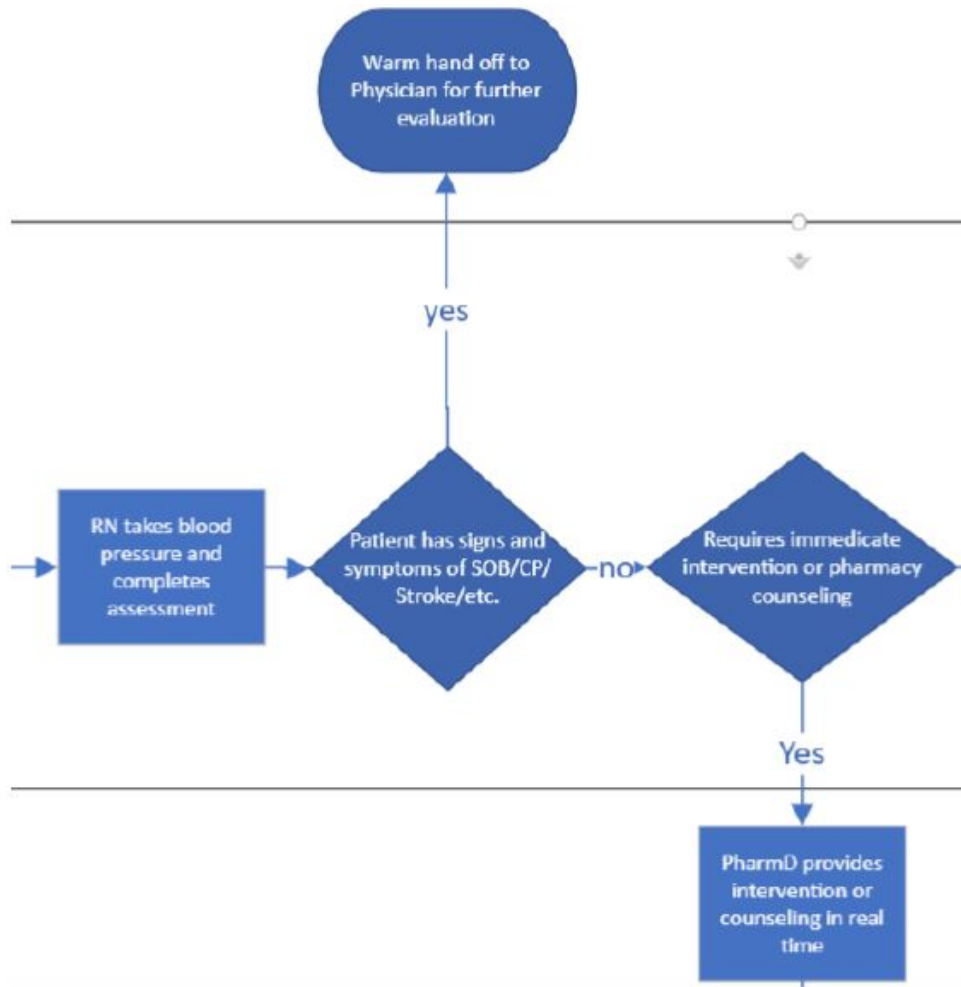 Warm hand off to
Physician for further
evaluation
yes
RN takes blood
pressure and
completes
assessment
Patient has signs and
symptoms of SOB/CP/
Stroke/etc.
no
Requires immedicate
intervention or pharmacy
counseling
Yes
PharmD provides
intervention or
counseling in real
time